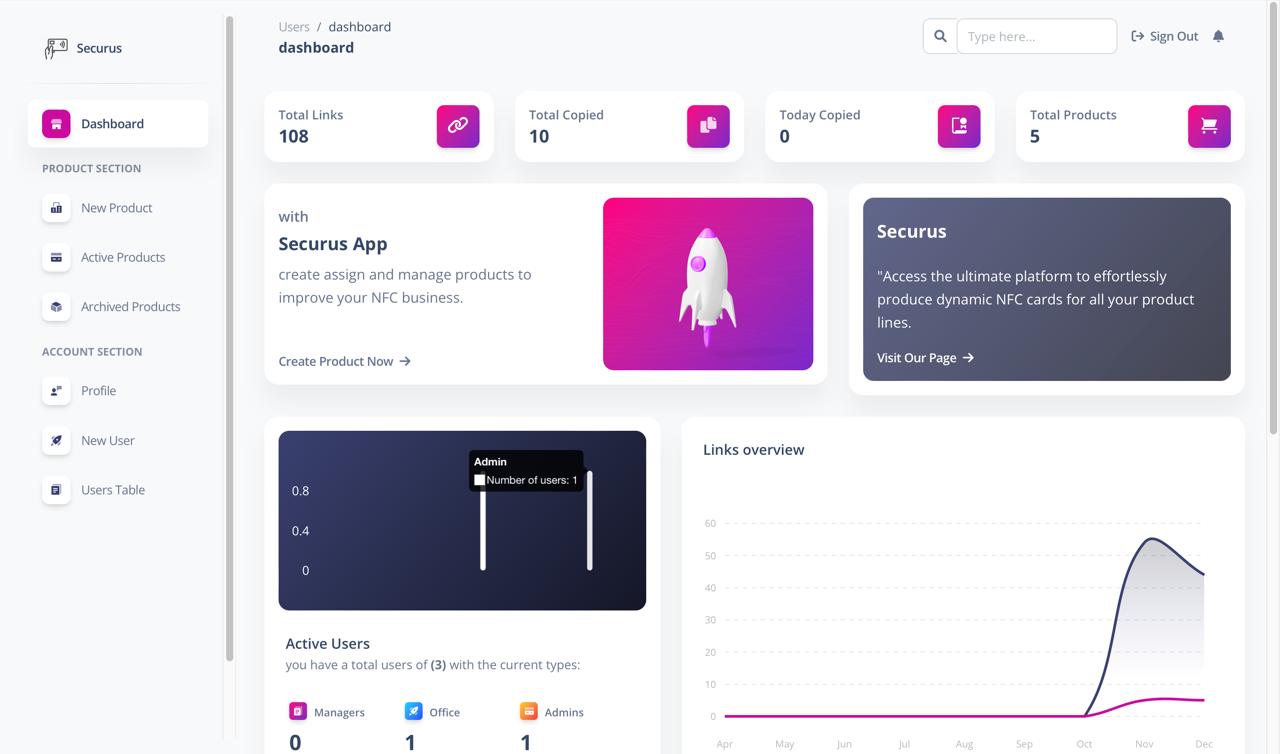 Securus
Dashboard
PRODUCT SECTION
New Product
Active Products
Archived Products
ACCOUNT SECTION
Profile
New User
Users Table
Users / dashboard
dashboard
Type here...
Sign Out
Total Links
108
Total Copied
10
Today Copied
0
Total Products
5
with
Securus App
create assign and manage products to
improve your NFC business.
Create Product Now
Securus
"Access the ultimate platform to effortlessly
produce dynamic NFC cards for all your product
lines.
Visit Our Page
Admin
Number of users: 1
0.8
0.4
0
Active Users
you have a total users of (3) with the current types:
Managers
0
Office
1
Admins
1
Links overview
60
50
40
30
20
10
0
Apr May Jun Jul Aug Sep Oct Nov Dec